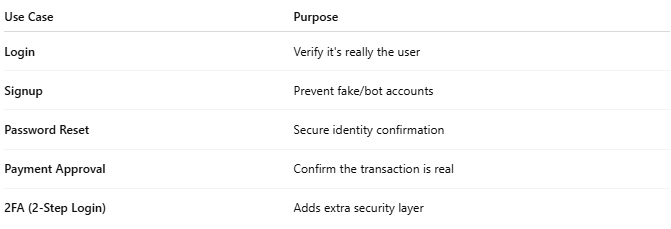 Use Case Purpose
Login Verify it's really the user
Signup Prevent fake/bot accounts
Password Reset Secure identity confirmation
Payment Approval Confirm the transaction is real
2FA (2-Step Login) Adds extra security layer